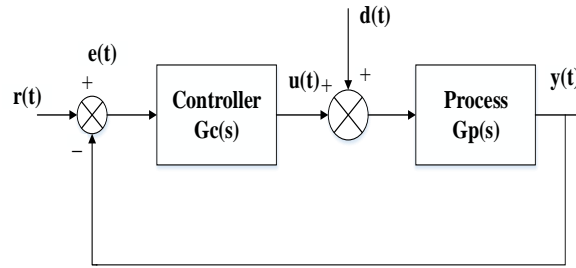 d(t)
e(t)
+
+
r(t)
Controller
Gc(s)
u(t)
+
Process
Gp(s)
y(t)
−